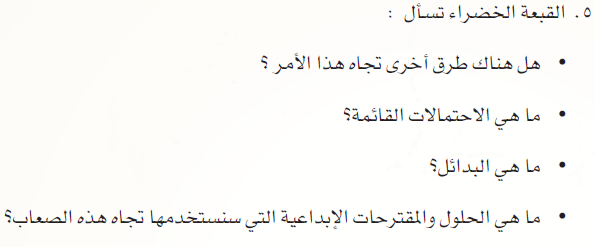 ٥. القبعة الخضراء تسأل :
• هل هناك طرق أخرى تجاه هذا الأمر ؟
• ما هي الاحتمالات القائمة؟
• ما هي البدائل؟
• ما هي الحلول والمقترحات الإبداعية التي سنستخدمها تجاه هذه الصعاب؟